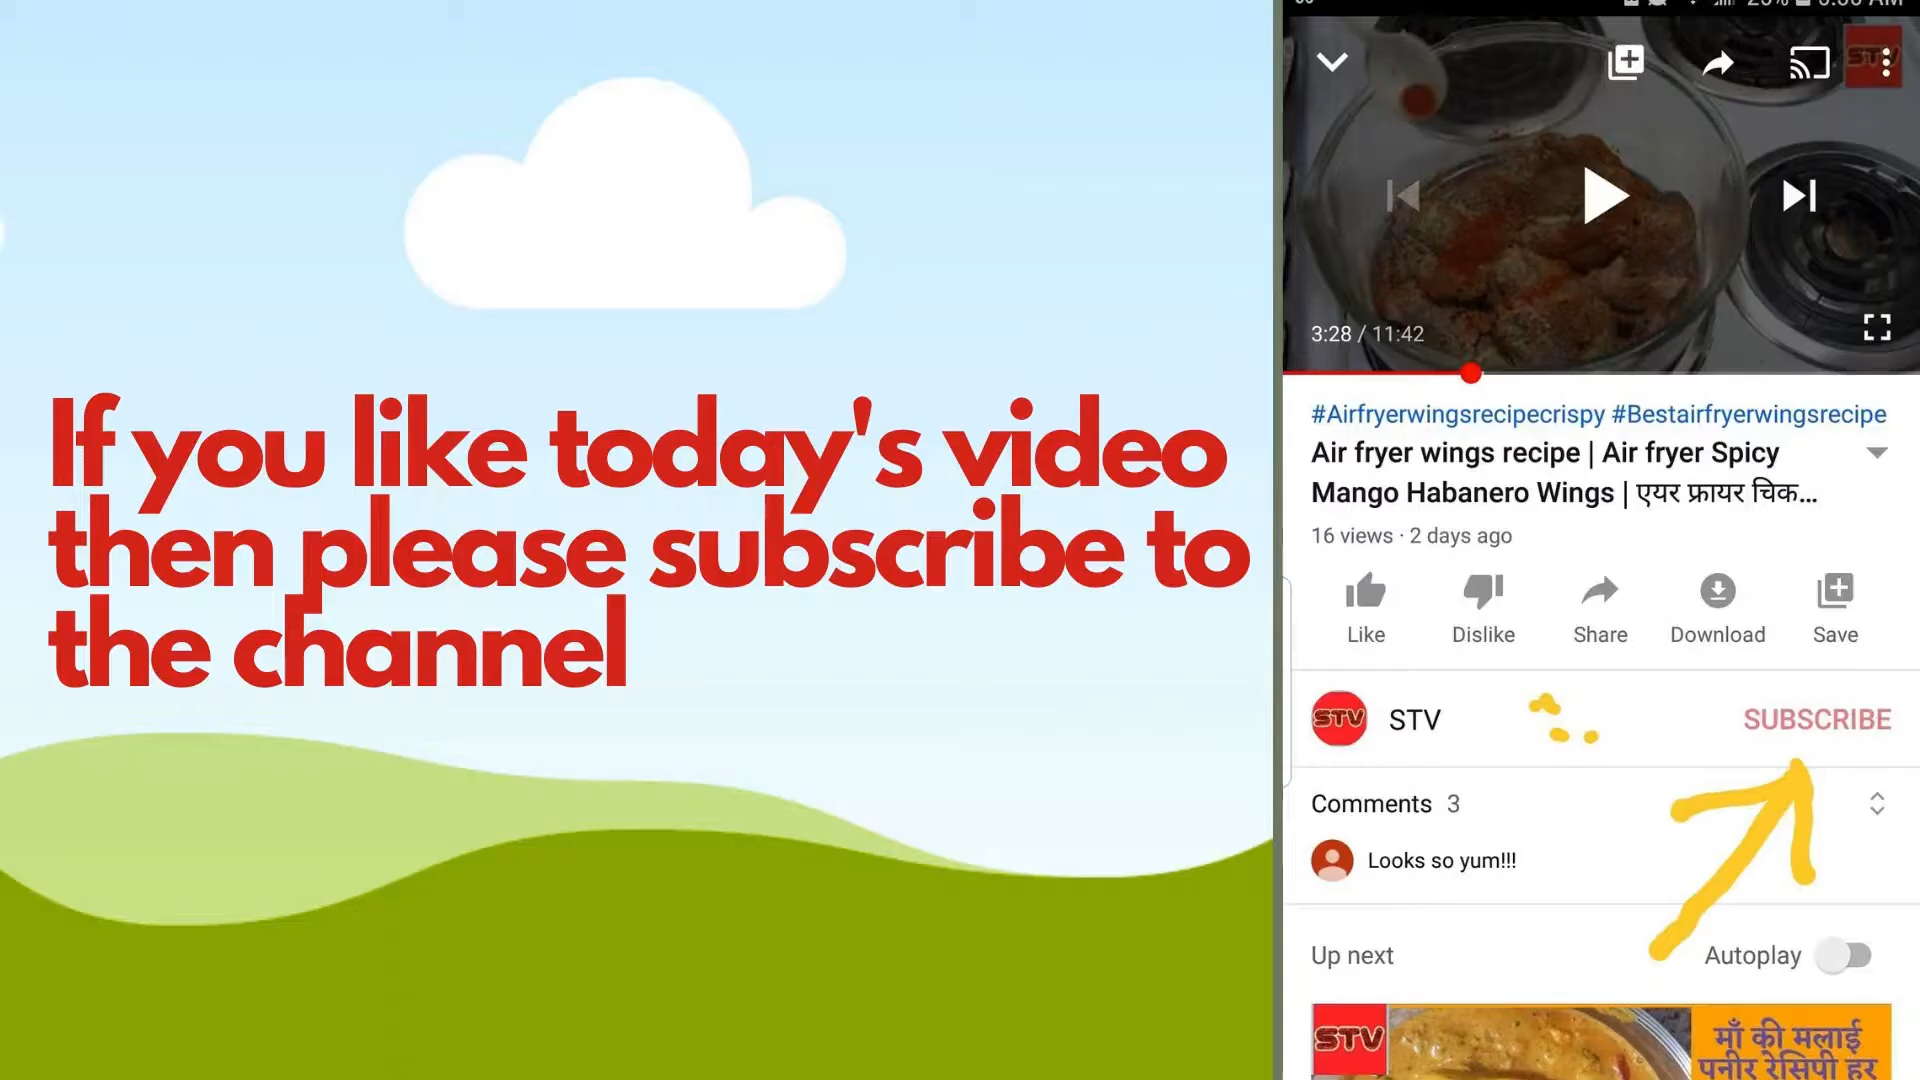 If you like today's video
then please subscribe to
the channel
STV
3:28 / 11:42
#Airfryerwingsrecipecrispy #Bestairfryerwingsrecipe
Air fryer wings recipe | Air fryer Spicy
Mango Habanero Wings | एयर फ्रायर चिक...
16 views · 2 days ago
Like Dislike Share Download Save
STV STV SUBSCRIBE
Comments 3
Looks so yum!!!
Up next Autoplay
STV
माँ की मलाई
पनीर रेसिपी हर